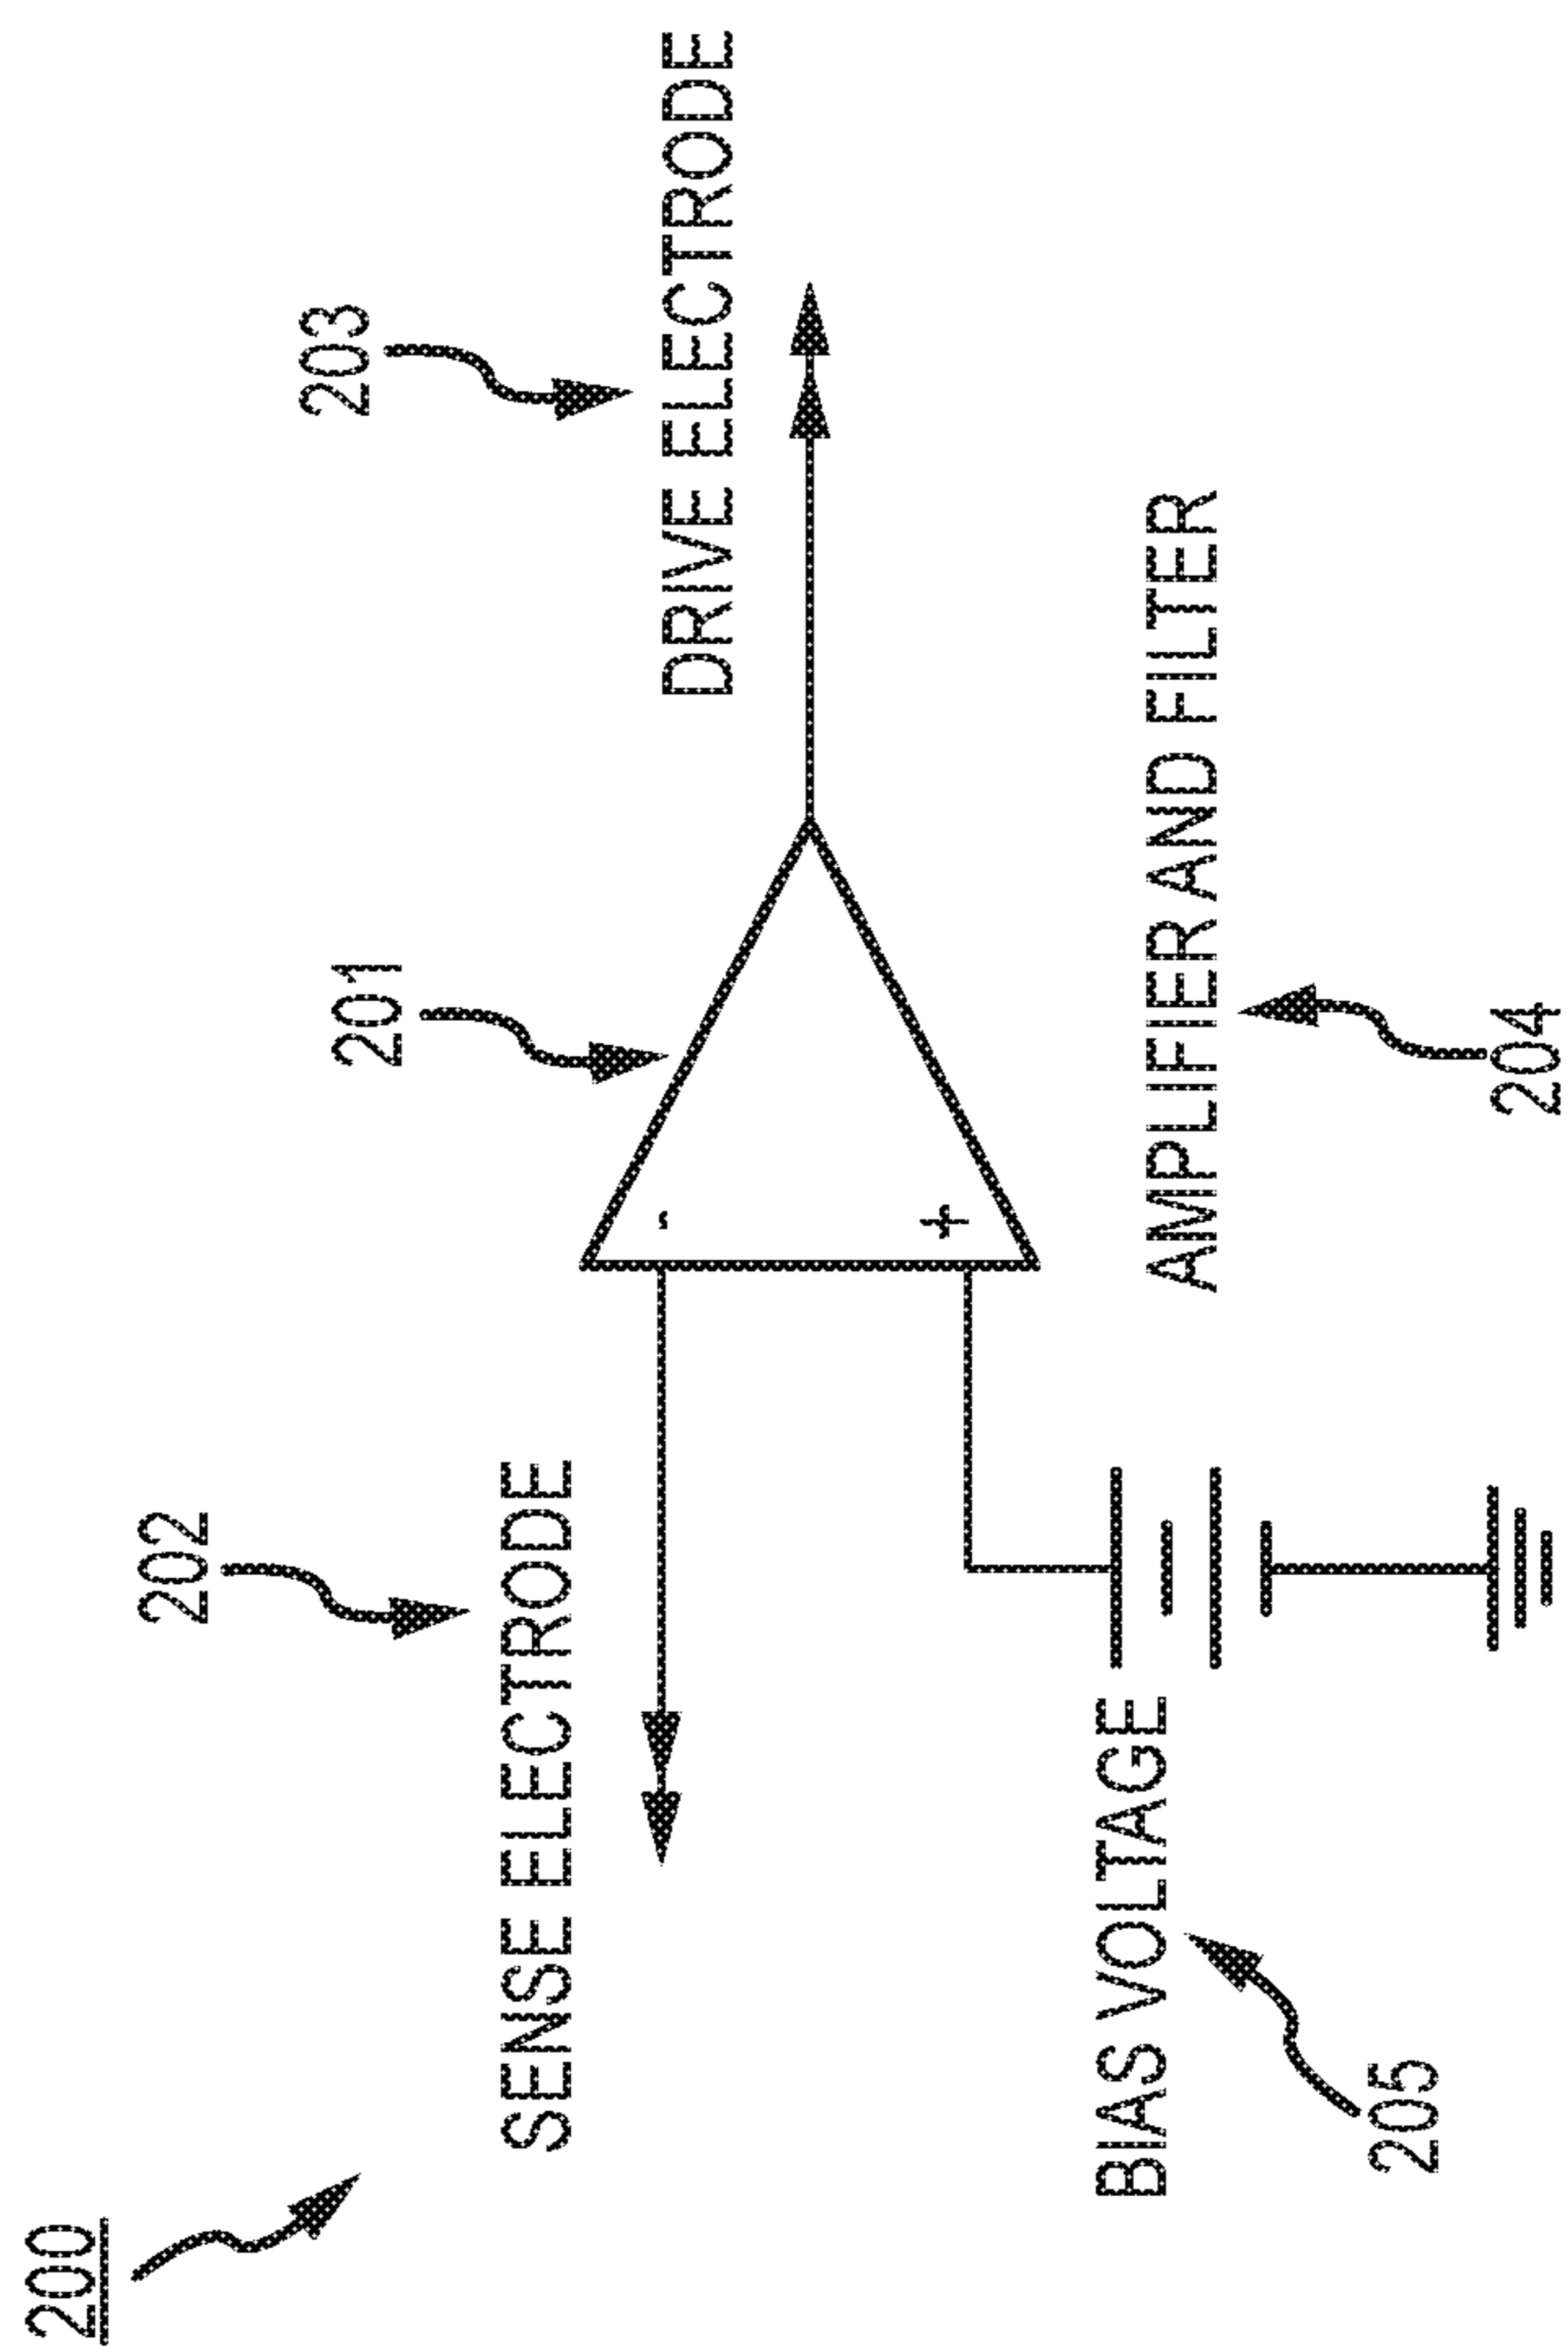 200
202
SENSE ELECTRODE
201
203
DRIVE ELECTRODE
-
+
BIAS VOLTAGE
205
AMPLIFIER AND FILTER
204